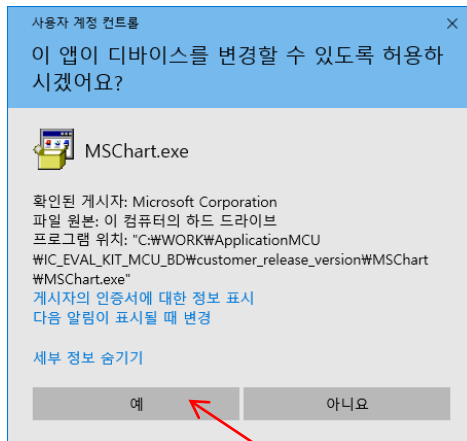 사용자 계정 컨트롤
이 앱이 디바이스를 변경할 수 있도록 허용하
시겠어요?
MSChart.exe
확인된 게시자: Microsoft Corporation
파일 원본: 이 컴퓨터의 하드 드라이브
프로그램 위치: "C:₩WORK₩ApplicationMCU
₩IC_EVAL_KIT_MCU_BD₩customer_release_version₩MSChart
₩MSChart.exe"
게시자의 인증서에 대한 정보 표시
다음 알림이 표시될 때 변경
세부 정보 숨기기
예
아니요